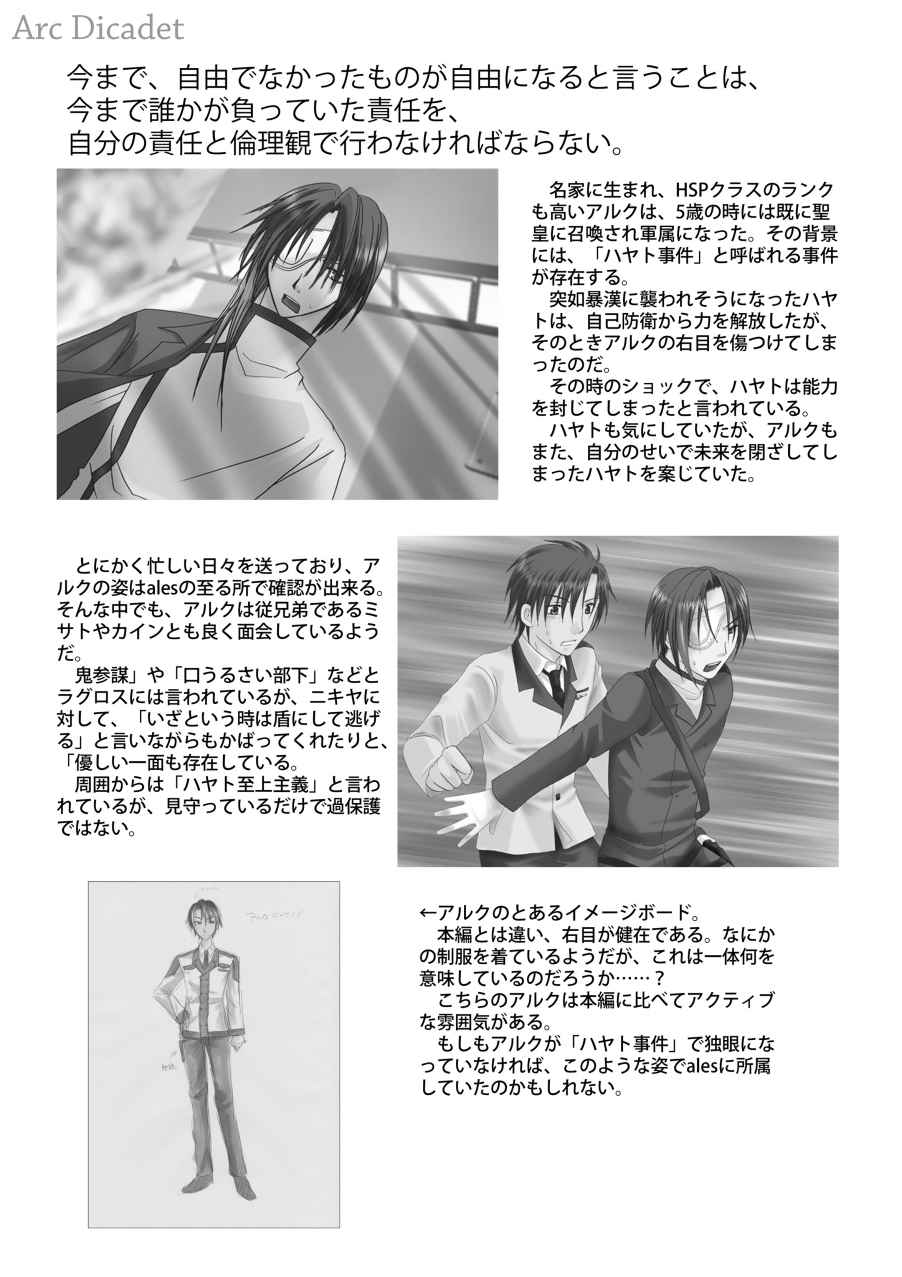 Arc Dicadet
今まで、自由でなかったものが自由になると言うことは、
今まで誰かが負っていた責任を、
自分の責任と倫理観で行わなければならない。
名家に生まれ、HSPクラスのランク
も高いアルクは、5歳の時には既に聖
皇に召喚され軍属になった。その背景
には、「ハヤト事件」と呼ばれる事件
が存在する。
突如暴漢に襲われそうになったハヤ
トは、自己防衛から力を解放したが、
そのときアルクの右目を傷つけてしま
ったのだ。
その時のショックで、ハヤトは能力
を封じてしまったと言われている。
ハヤトも気にしていたが、アルクも
また、自分のせいで未来を閉ざしてし
まったハヤトを案じていた。
とにかく忙しい日々を送っており、ア
ルクの姿はalesの至る所で確認が出来る。
そんな中でも、アルクは従兄弟であるミ
サトやカインとも良く面会しているよう
だ。
鬼参謀」や「口うるさい部下」などと
ラグロスには言われているが、ニキヤに
対して、「いざという時は盾にして逃げ
る」と言いながらもかばってくれたりと、
「優しい一面も存在している。
周囲からは「ハヤト至上主義」と言わ
れているが、見守っているだけで過保護
ではない。
←アルクのとあるイメージボード。
本編とは違い、右目が健在である。なにか
の制服を着ているようだが、これは一体何を
意味しているのだろうか……？
こちらのアルクは本編に比べてアクティブ
な雰囲気がある。
もしもアルクが「ハヤト事件」で独眼にな
っていなければ、このような姿でalesに所属
していたのかもしれない。